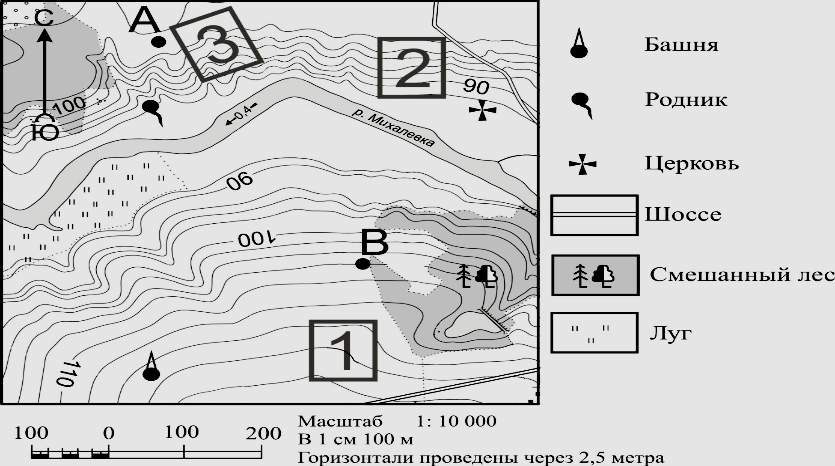 С
А
3
2
90
100
Ю
0,4
р. Михалевка
90
100
В
1
110
Башня
Родник
Церковь
Шоссе
Смешанный лес
Луг
100 0 100 200
Масштаб 1: 10 000
В 1 см 100 м
Горизонтали проведены через 2,5 метра